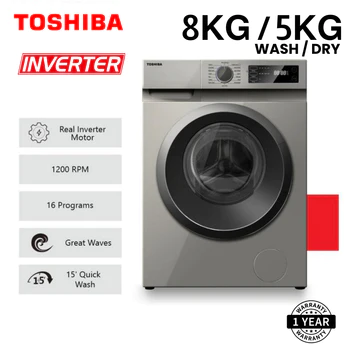 TOSHIBA
8KG / 5KG
WASH / DRY
INVERTER
TOSHIBA
Real Inverter
Motor
1200 RPM
16 Programs
Great Waves
15'
15' Quick
Wash
WARRANTY
1 YEAR
WARRANTY